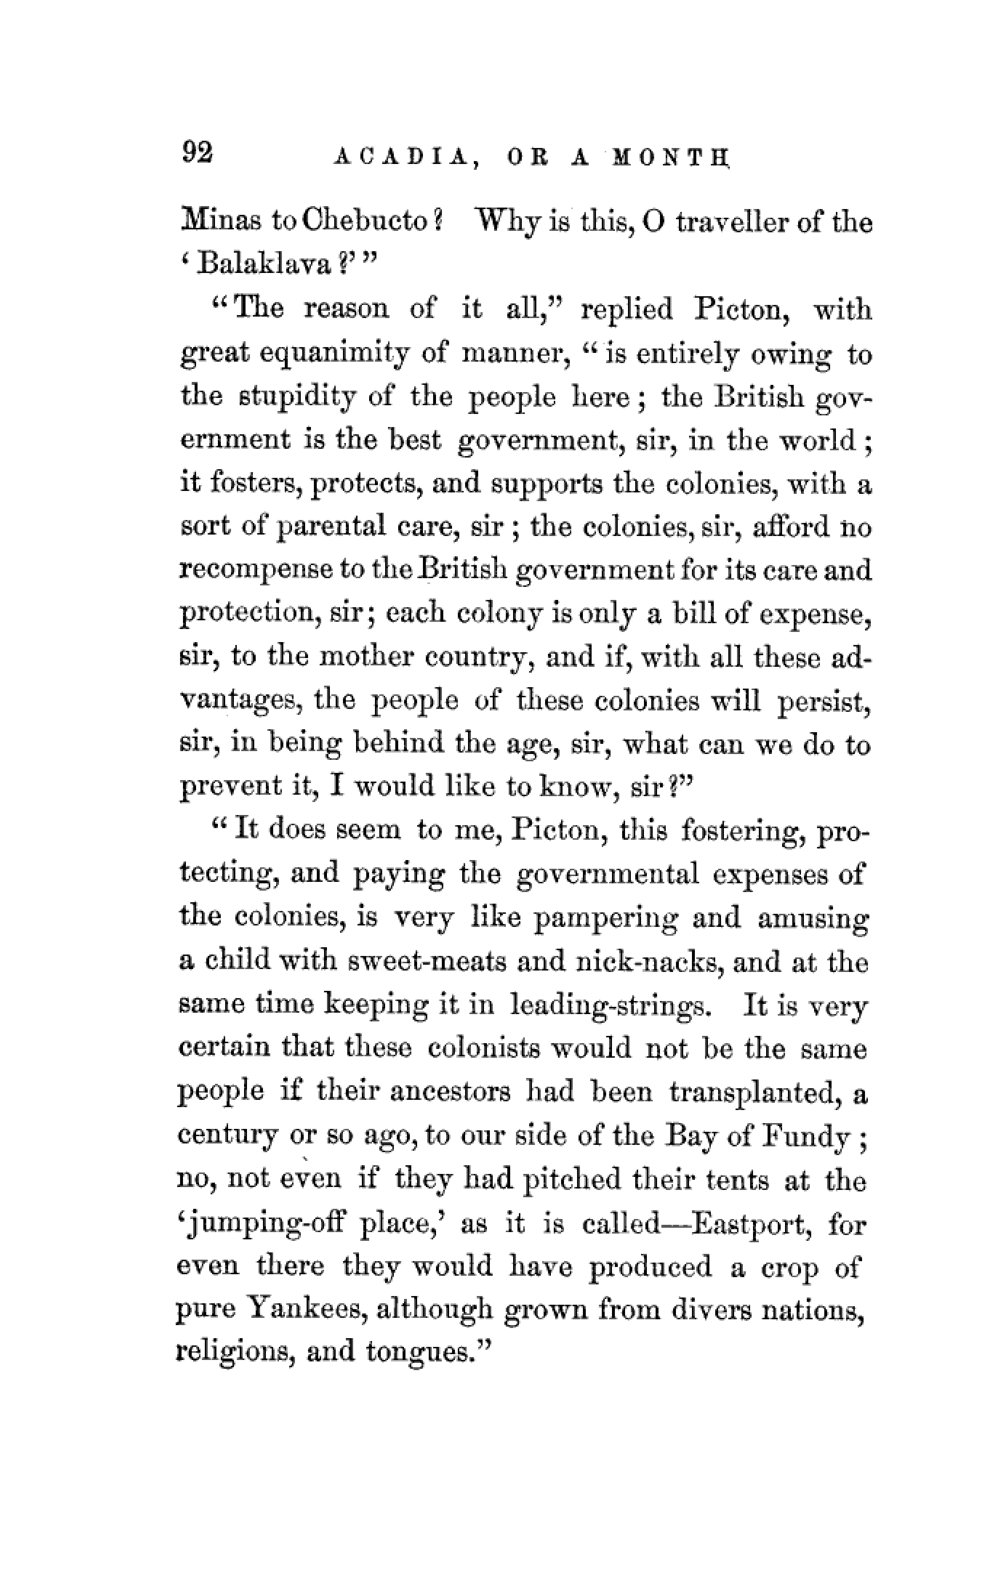 92 ACADIA, OR A MONTH
Minas to Chebucto? Why is this, O traveller of the
‘Balaklava?’”
“The reason of it all,” replied Picton, with
great equanimity of manner, “is entirely owing to
the stupidity of the people here; the British gov-
ernment is the best government, sir, in the world;
it fosters, protects, and supports the colonies, with a
sort of parental care, sir; the colonies, sir, afford no
recompense to the British government for its care and
protection, sir; each colony is only a bill of expense,
sir, to the mother country, and if, with all these ad-
vantages, the people of these colonies will persist,
sir, in being behind the age, sir, what can we do to
prevent it, I would like to know, sir?”
“It does seem to me, Picton, this fostering, pro-
tecting, and paying the governmental expenses of
the colonies, is very like pampering and amusing
a child with sweet-meats and nick-nacks, and at the
same time keeping it in leading-strings. It is very
certain that these colonists would not be the same
people if their ancestors had been transplanted, a
century or so ago, to our side of the Bay of Fundy;
no, not even if they had pitched their tents at the
‘jumping-off place,’ as it is called—Eastport, for
even there they would have produced a crop of
pure Yankees, although grown from divers nations,
religions, and tongues.”